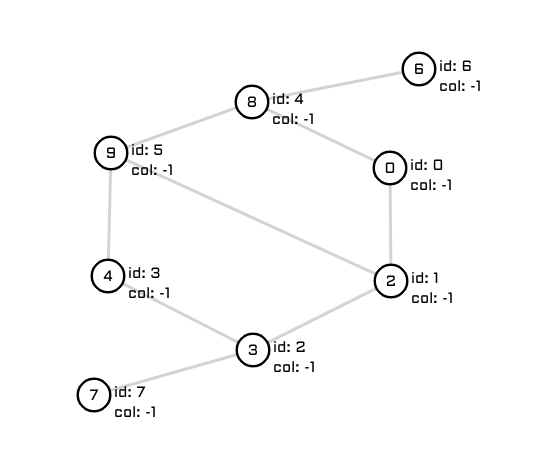 6
id: 6
col: -1
8
id: 4
col: -1
9
id: 5
col: -1
0
id: 0
col: -1
4
id: 3
col: -1
2
id: 1
col: -1
3
id: 2
col: -1
7
id: 7
col: -1